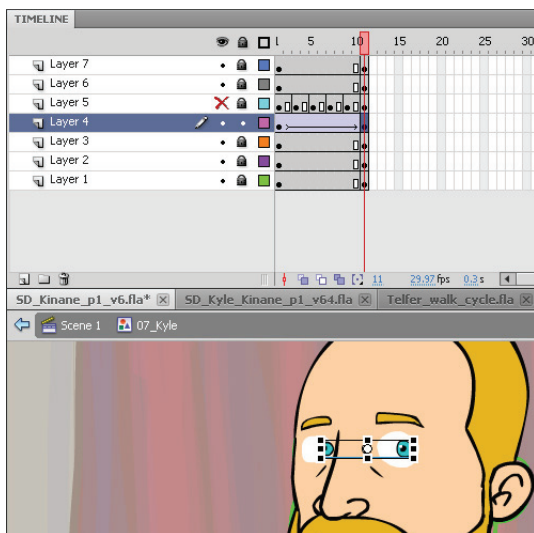 TIMELINE
1 5 10 15 20 25 30
Layer 7
Layer 6
Layer 5
Layer 4
Layer 3
Layer 2
Layer 1
11 29.97 fps 0.3 s
SD_Kinane_p1_v6.fla* SD_Kyle_Kinane_p1_v64.fla Telfer_walk_cycle.fla
Scene 1 07_Kyle